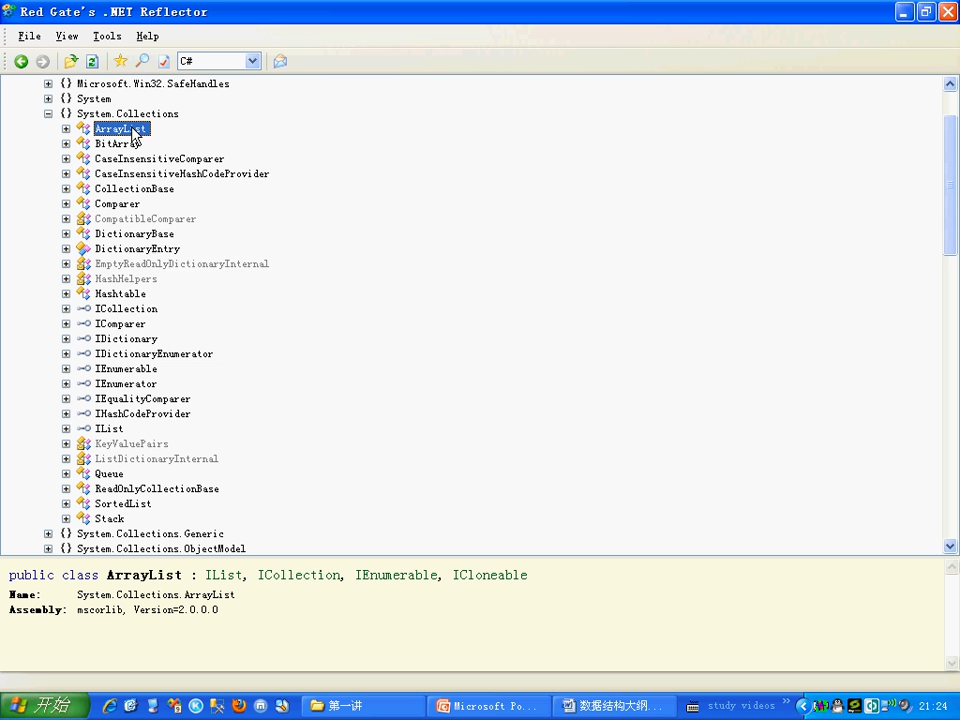 Red Gate's .NET Reflector
File View Tools Help
C#
{} Microsoft.Win32.SafeHandles
{} System
{} System.Collections
ArrayList
BitArray
CaseInsensitiveComparer
CaseInsensitiveHashCodeProvider
CollectionBase
Comparer
CompatibleComparer
DictionaryBase
DictionaryEntry
EmptyReadOnlyDictionaryInternal
HashHelpers
Hashtable
ICollection
IComparer
IDictionary
IDictionaryEnumerator
IEnumerable
IEnumerator
IEqualityComparer
IHashCodeProvider
IList
KeyValuePairs
ListDictionaryInternal
Queue
ReadOnlyCollectionBase
SortedList
Stack
{} System.Collections.Generic
{} System.Collections.ObjectModel
public class ArrayList : IList, ICollection, IEnumerable, ICloneable
Name: System.Collections.ArrayList
Assembly: mscorlib, Version=2.0.0.0
开始 第一讲 Microsoft Po... 数据结构大纲... study videos » 21:24